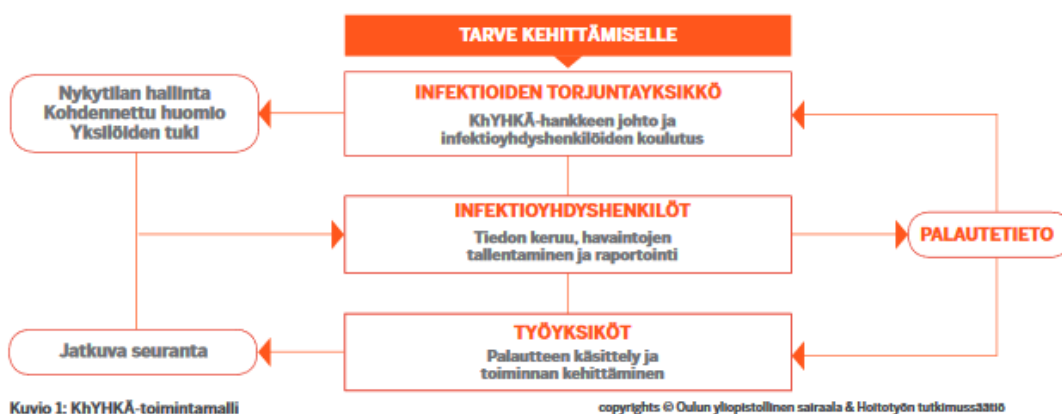 TARVE KEHITTÄMISELLE
Nykytilan hallinta
Kohdennettu huomio
Yksilöiden tuki
INFEKTIOIDEN TORJUNTAYKSIKKÖ
KhYHKÄ-hankkeen johto ja
infektioyhdyshenkilöiden koulutus
INFEKTIOYHDYSHENKILÖT
Tiedon keruu, havaintojen
tallentaminen ja raportointi
PALAUTETIETO
Jatkuva seuranta
TYÖYKSIKÖT
Palautteen käsittely ja
toiminnan kehittäminen
Kuvio 1: KhYHKÄ-toimintamalli
copyrights © Oulun yliopistollinen sairaala & Hoitotyön tutkimussäätiö